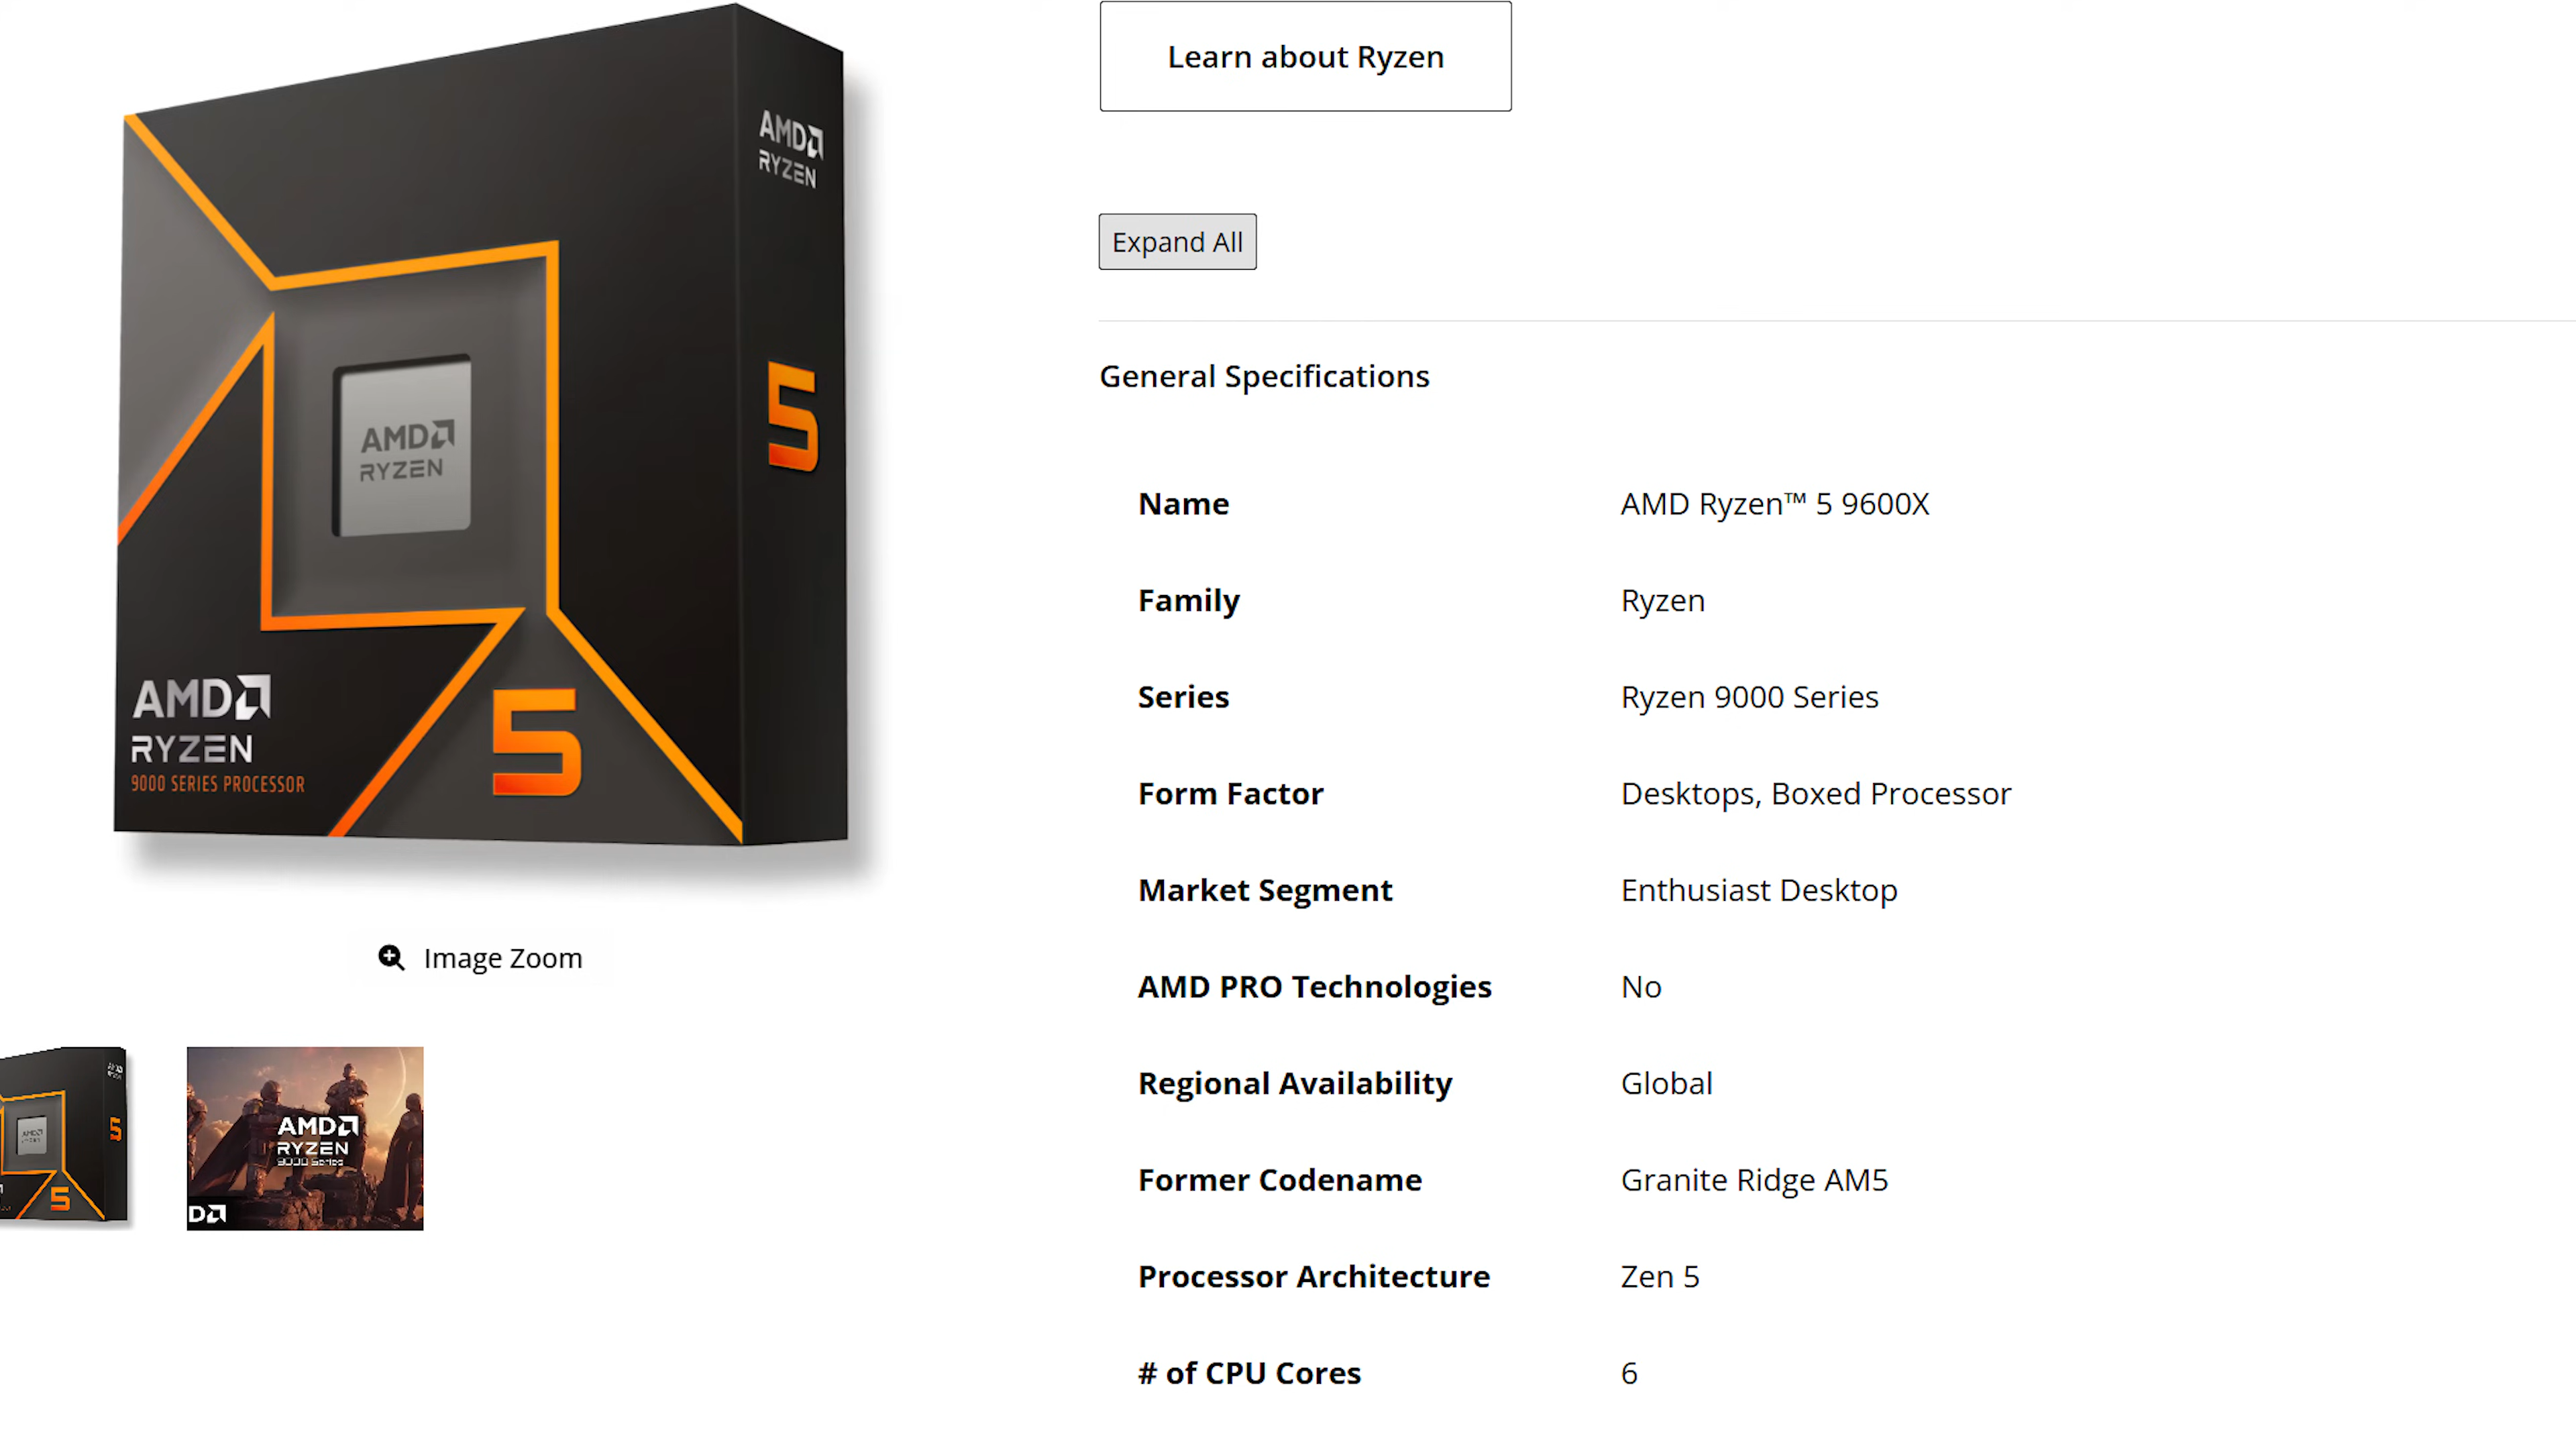 AMD
RYZEN
5
AMD
RYZEN
AMD
RYZEN
9000 SERIES PROCESSOR
5
Image Zoom
5
5
AMD
RYZEN
9000 Series
Learn about Ryzen
Expand All
General Specifications
Name AMD Ryzen™ 5 9600X
Family Ryzen
Series Ryzen 9000 Series
Form Factor Desktops, Boxed Processor
Market Segment Enthusiast Desktop
AMD PRO Technologies No
Regional Availability Global
Former Codename Granite Ridge AM5
Processor Architecture Zen 5
# of CPU Cores 6